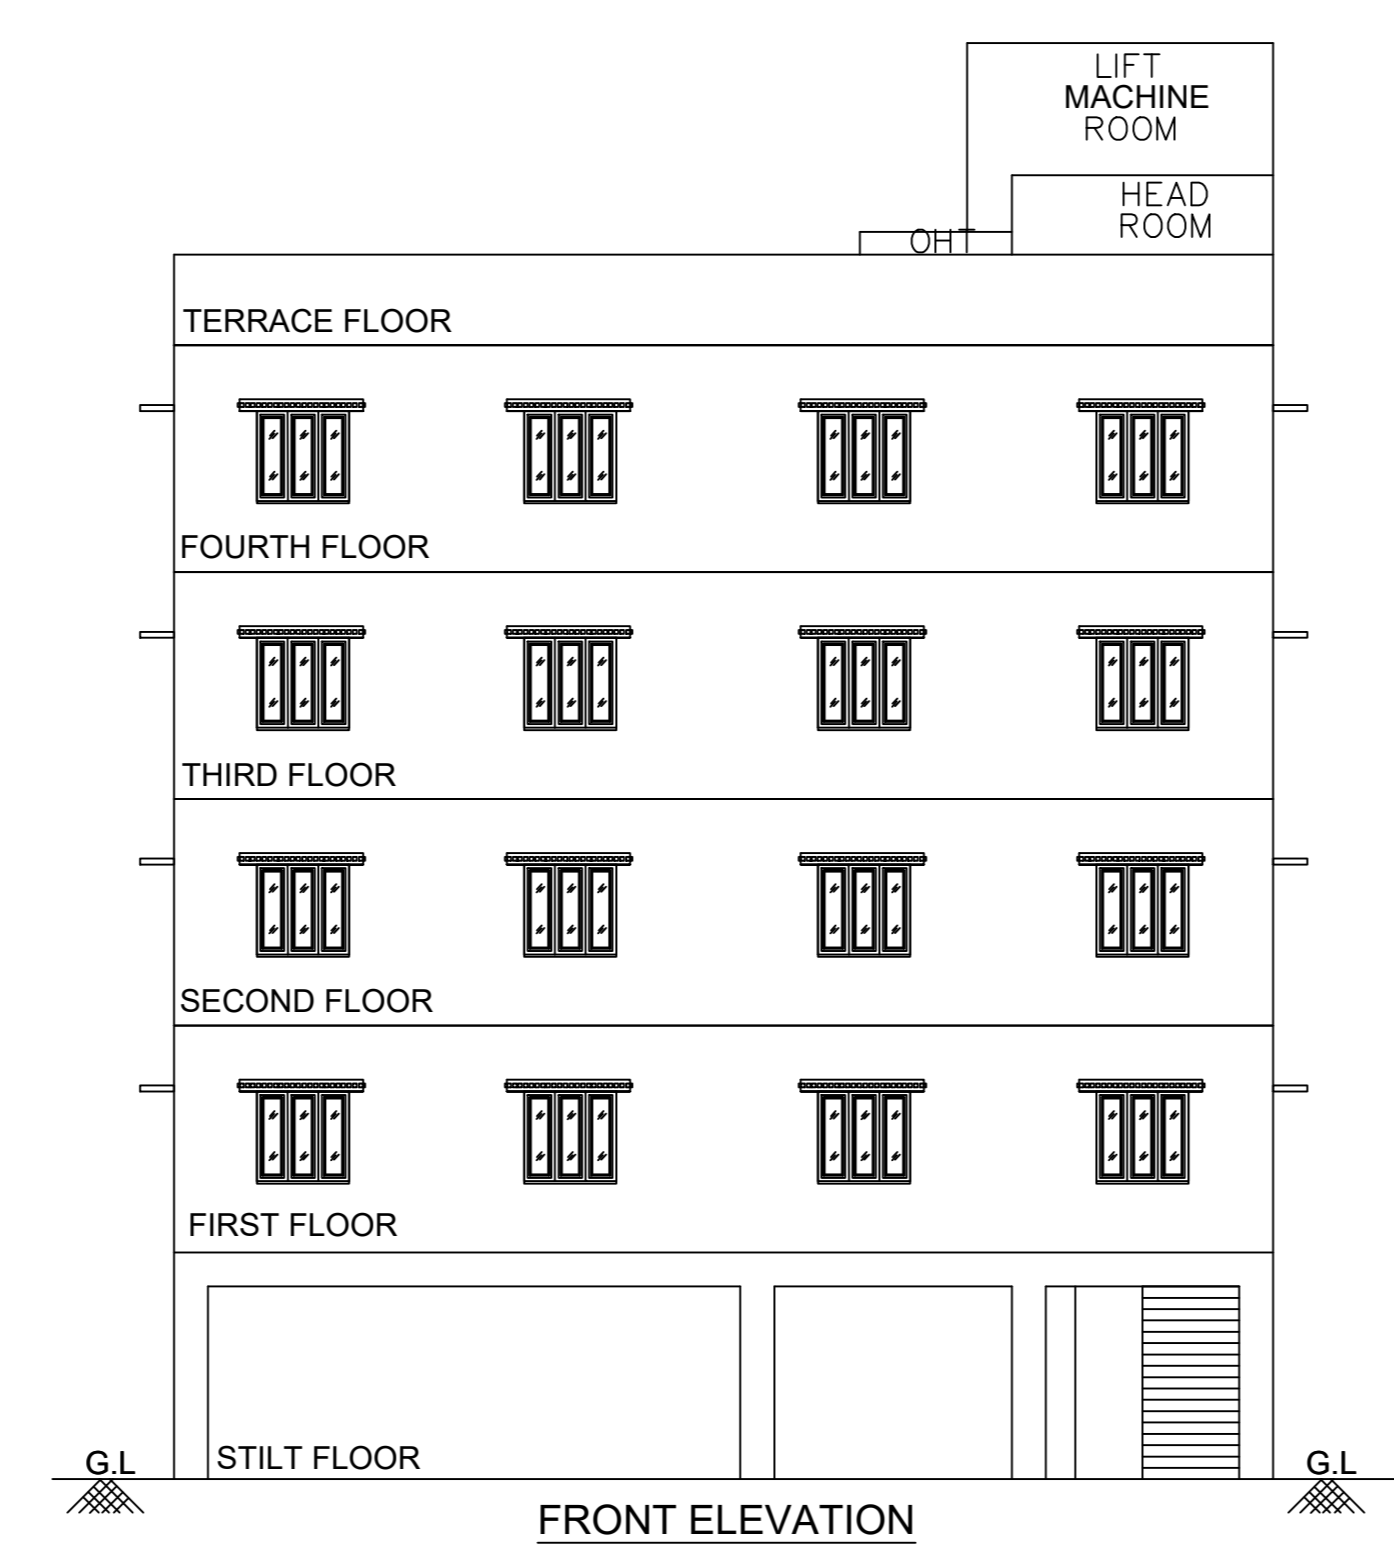 LIFT
MACHINE
ROOM
HEAD
ROOM
OHT
TERRACE FLOOR
FOURTH FLOOR
THIRD FLOOR
SECOND FLOOR
FIRST FLOOR
STILT FLOOR
G.L
G.L
FRONT ELEVATION